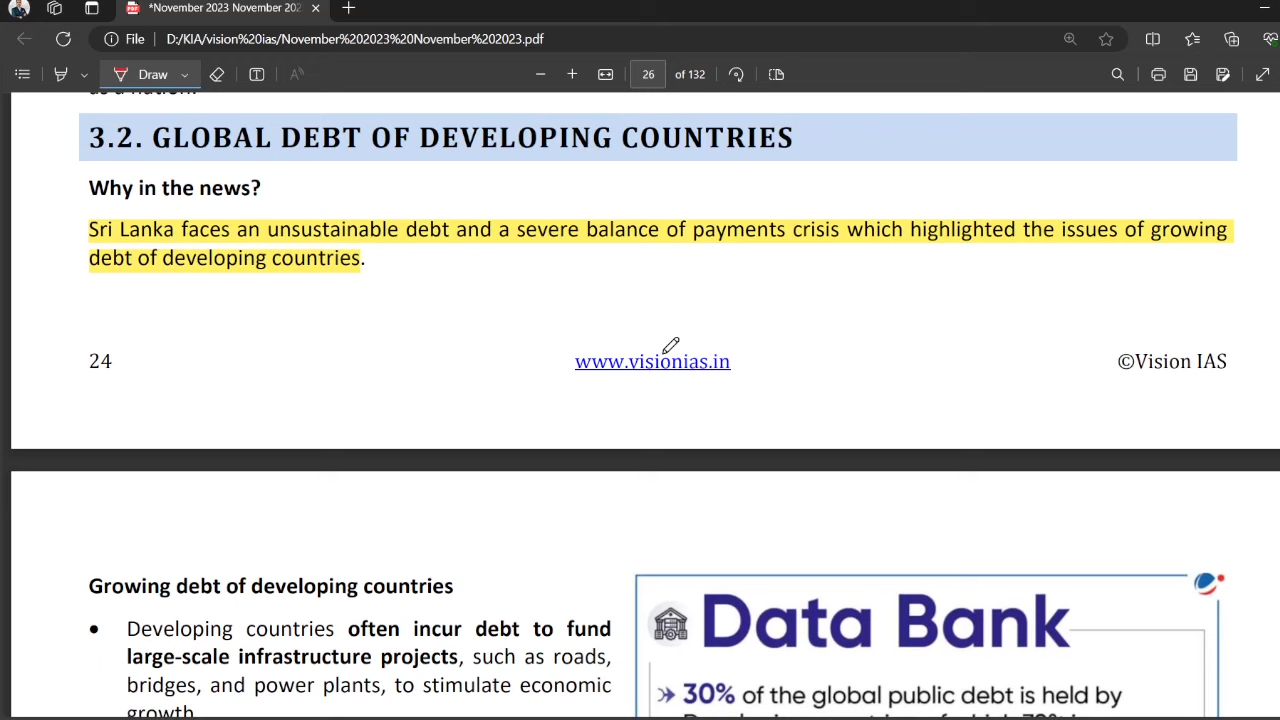 *November 2023 November 202
File
D:/KIA/vision%20ias/November%202023%20November%202023.pdf
Draw
26 of 132
as a nation.
3.2. GLOBAL DEBT OF DEVELOPING COUNTRIES
Why in the news?
Sri Lanka faces an unsustainable debt and a severe balance of payments crisis which highlighted the issues of growing
debt of developing countries.
24
www.visionias.in
©Vision IAS
Growing debt of developing countries
• Developing countries often incur debt to fund
large-scale infrastructure projects, such as roads,
bridges, and power plants, to stimulate economic
growth
Data Bank
30% of the global public debt is held by